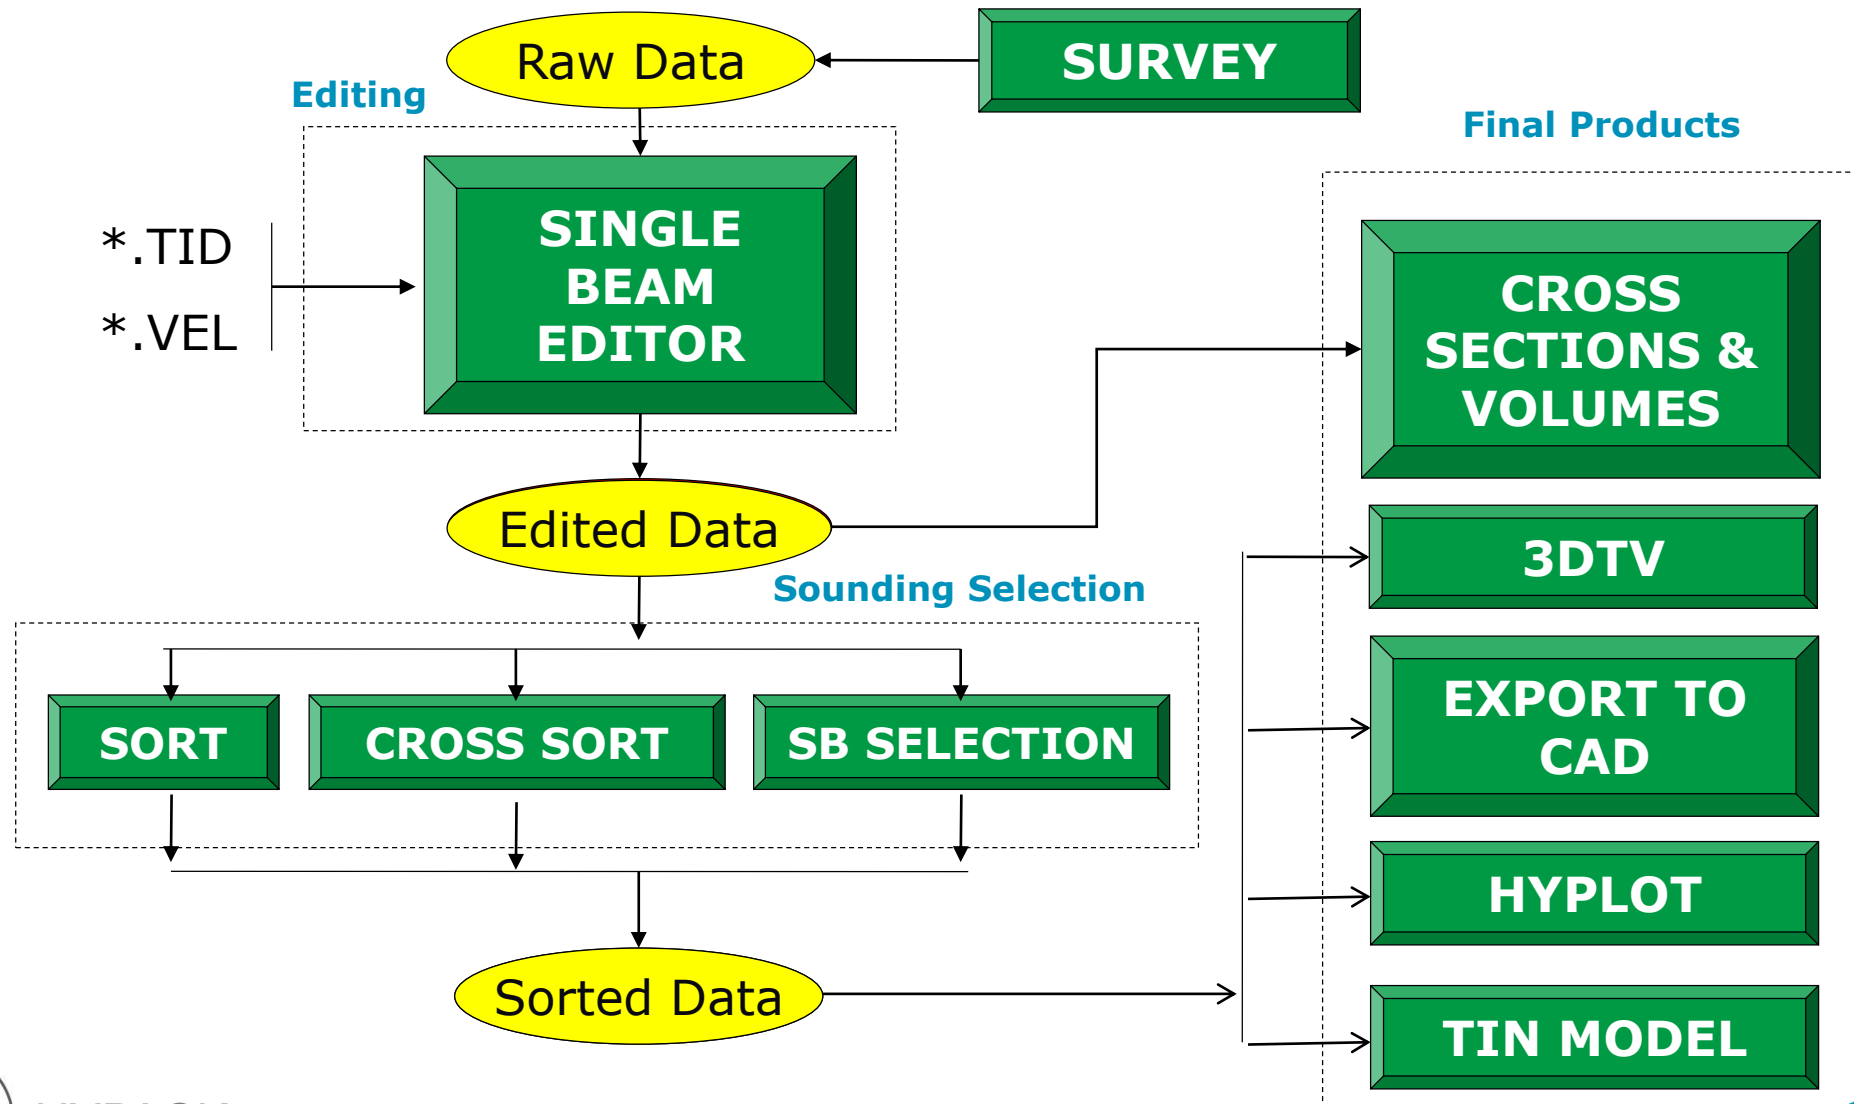 Raw Data
SURVEY
Editing
Final Products
*.TID
*.VEL
SINGLE
BEAM
EDITOR
CROSS
SECTIONS &
VOLUMES
Edited Data
3DTV
Sounding Selection
SORT
CROSS SORT
SB SELECTION
EXPORT TO
CAD
HYPLOT
Sorted Data
TIN MODEL